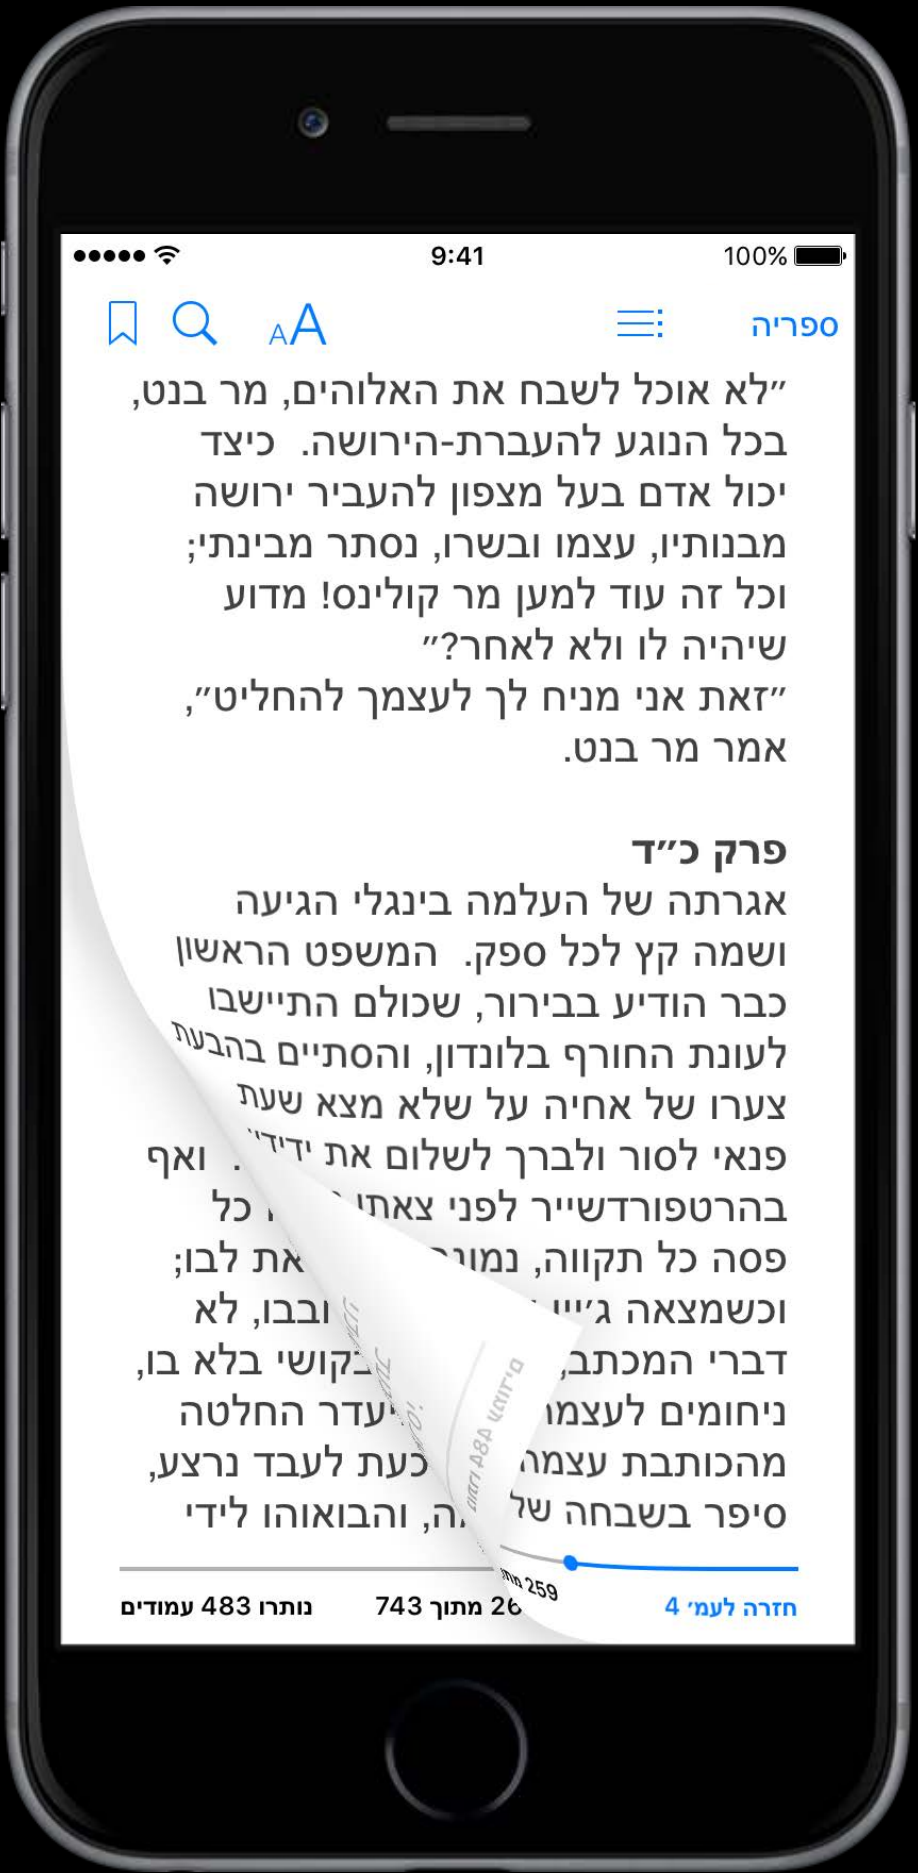 9:41
100%
ספריה
AA
״לא אוכל לשבח את האלוהים, מר בנט,
בכל הנוגע להעברת-הירושה. כיצד
יכול אדם בעל מצפון להעביר ירושה
מבנותיו, עצמו ובשרו, נסתר מבינתי;
וכל זה עוד למען מר קולינס! מדוע
שיהיה לו ולא לאחר?״
״זאת אני מניח לך לעצמך להחליט״,
אמר מר בנט.
פרק כ״ד
אגרתה של העלמה בינגלי הגיעה
ושמה קץ לכל ספק. המשפט הראשון
כבר הודיע בבירור, שכולם התיישבו
לעונת החורף בלונדון, והסתיים בהבעת
צערו של אחיה על שלא מצא שעת
פנאי לסור ולברך לשלום את ואף
בהרטפורדשייר לפני צאתו כל
פסה כל תקווה, את לבו;
וכשמצאה ג׳יין ובבו, לא
דברי המכתב, בלא בו,
ניחומים לעצמה החלטה
מהכותבת עצמה לעבד נרצע,
סיפר בשבחה של והבואוהו לידי
חזרה לעמ׳ 4
259
מתוך 743
נותרו 483 עמודים
484 עמודים